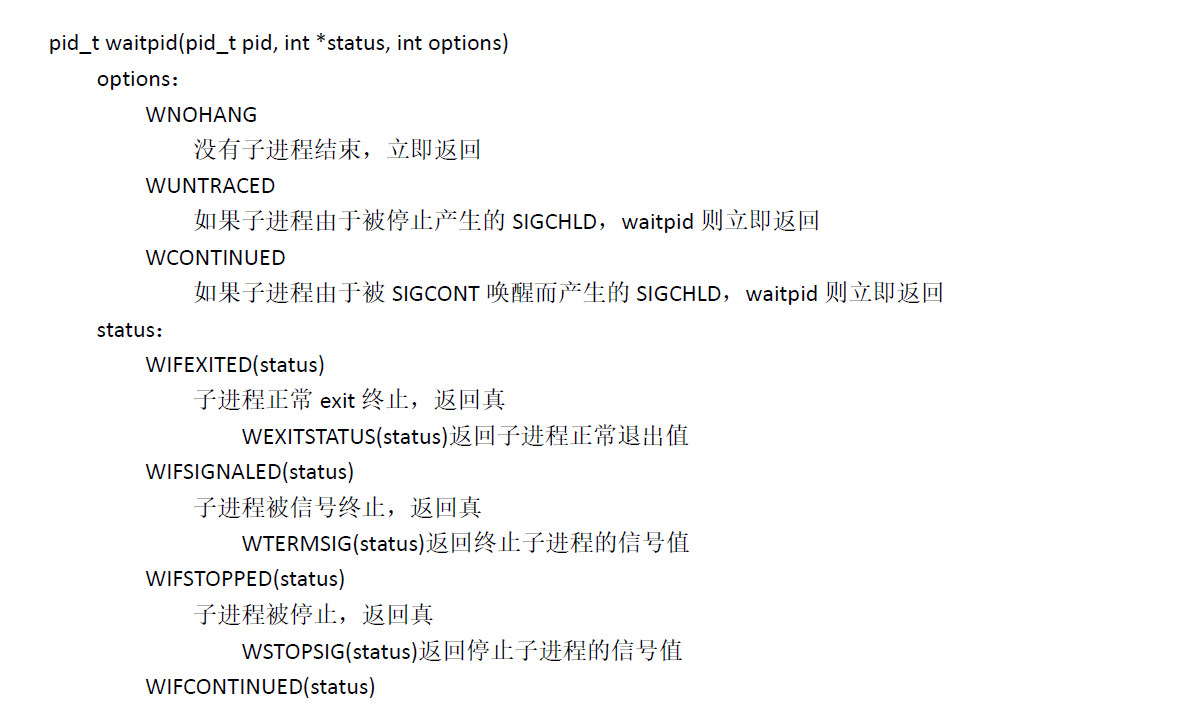 pid_t waitpid(pid_t pid, int *status, int options)
options：
WNOHANG
没有子进程结束，立即返回
WUNTRACED
如果子进程由于被停止产生的 SIGCHLD，waitpid 则立即返回
WCONTINUED
如果子进程由于被 SIGCONT 唤醒而产生的 SIGCHLD，waitpid 则立即返回
status：
WIFEXITED(status)
子进程正常 exit 终止，返回真
WEXITSTATUS(status)返回子进程正常退出值
WIFSIGNALED(status)
子进程被信号终止，返回真
WTERMSIG(status)返回终止子进程的信号值
WIFSTOPPED(status)
子进程被停止，返回真
WSTOPSIG(status)返回停止子进程的信号值
WIFCONTINUED(status)